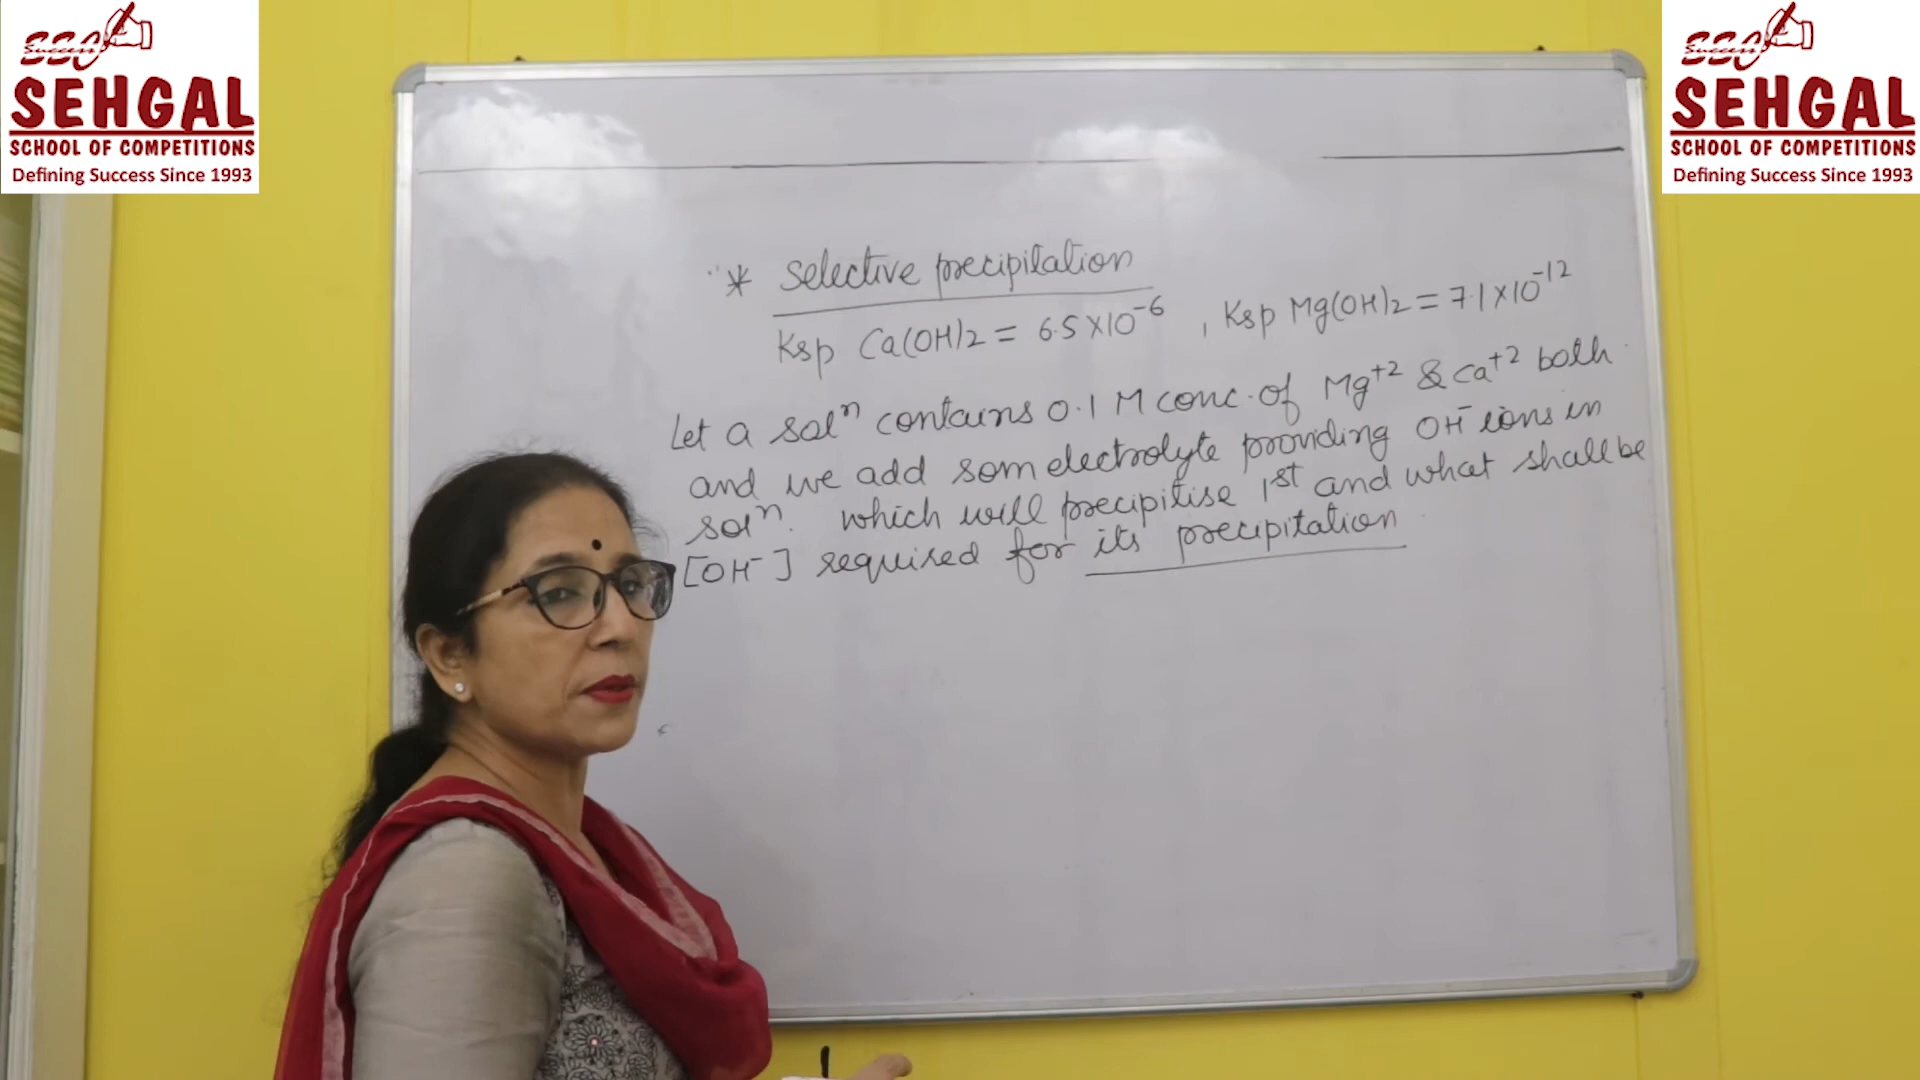 Success
SEHGAL
SCHOOL OF COMPETITIONS
Defining Success Since 1993
Success
SEHGAL
SCHOOL OF COMPETITIONS
Defining Success Since 1993
* Selective precipitation
Ksp Ca(OH)2 = 6.5×10⁻⁶ , Ksp Mg(OH)2 = 7.1×10⁻¹²
Let a solⁿ contains 0.1 M conc. of Mg⁺² & Ca⁺² both
and we add som electrolyte providing OH⁻ ions in
solⁿ. which will precipitise 1st and what shall be
[OH⁻] required for its precipitation